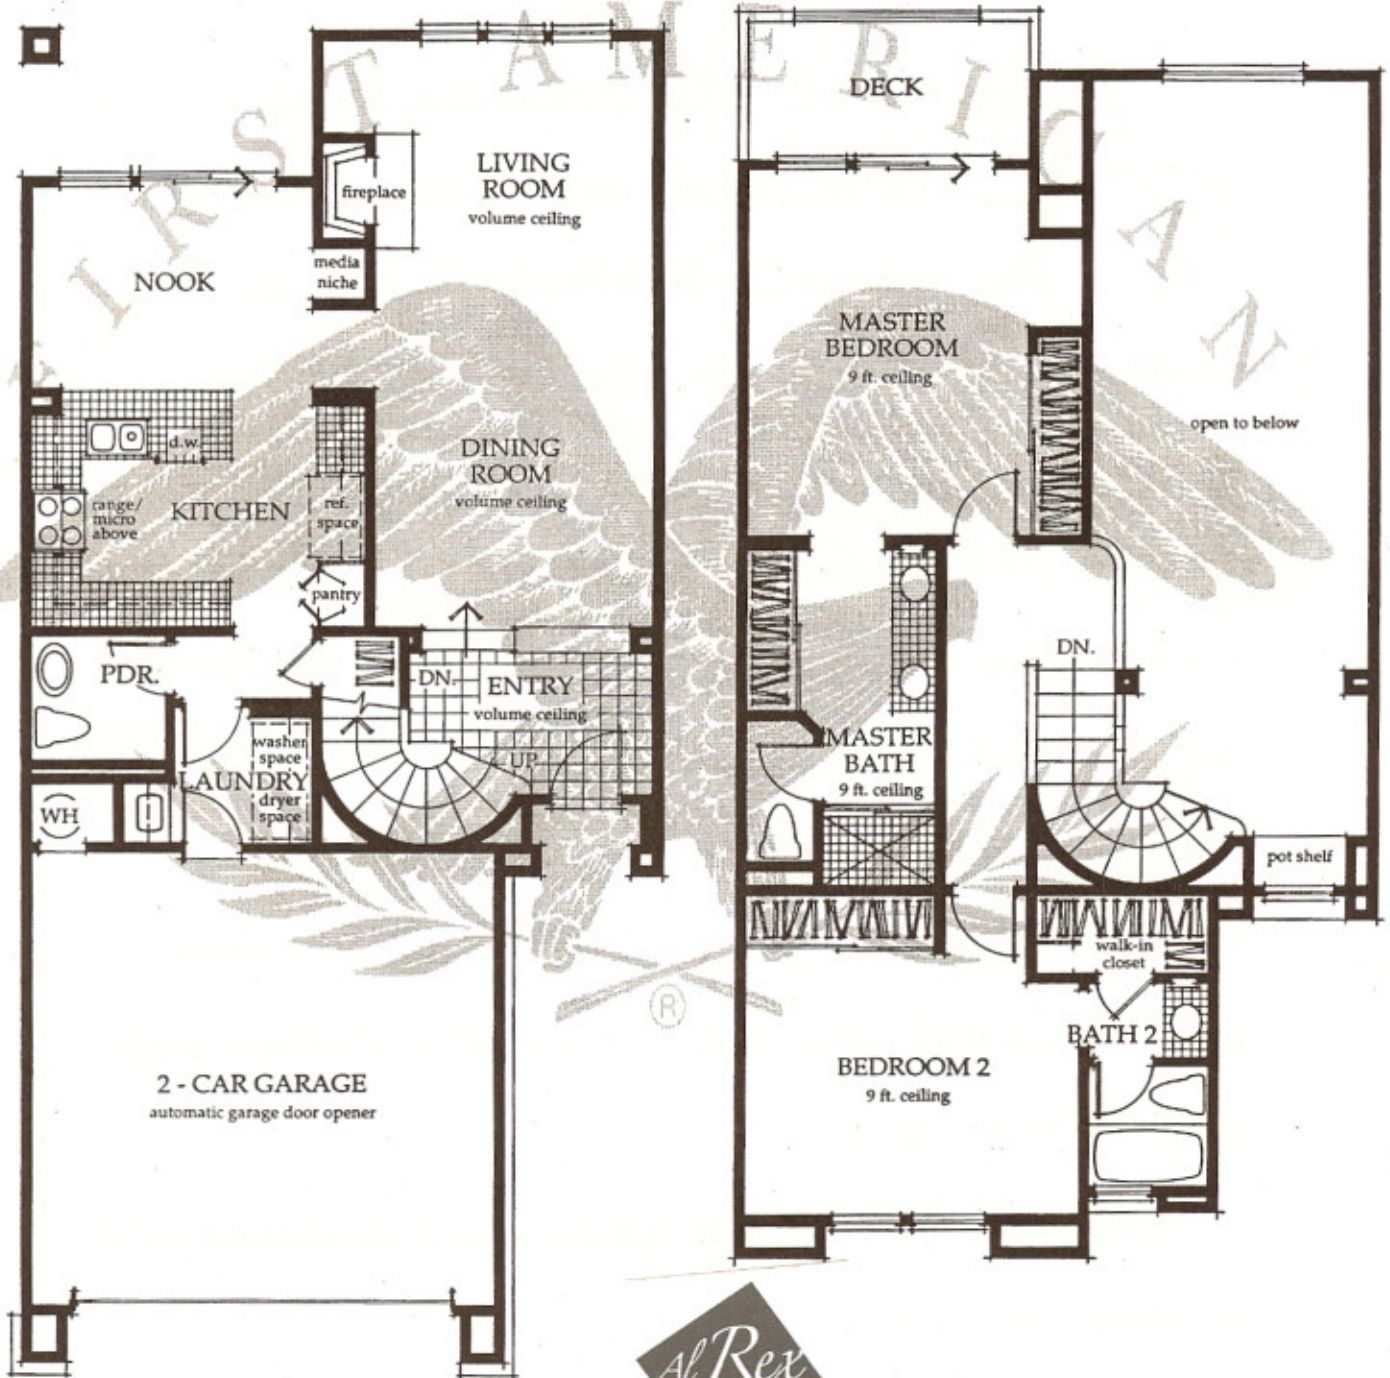 FIRST AMERICAN
LIVING
ROOM
volume ceiling
fireplace
media
niche
NOOK
DINING
ROOM
volume ceiling
d.w.
range/
micro
above
KITCHEN
ref.
space
pantry
PDR.
DN.
ENTRY
volume ceiling
UP
washer
space
LAUNDRY
dryer
space
WH
2 - CAR GARAGE
automatic garage door opener
DECK
MASTER
BEDROOM
9 ft. ceiling
open to below
DN.
MASTER
BATH
9 ft. ceiling
pot shelf
walk-in
closet
BATH 2
BEDROOM 2
9 ft. ceiling
®
Al Rex